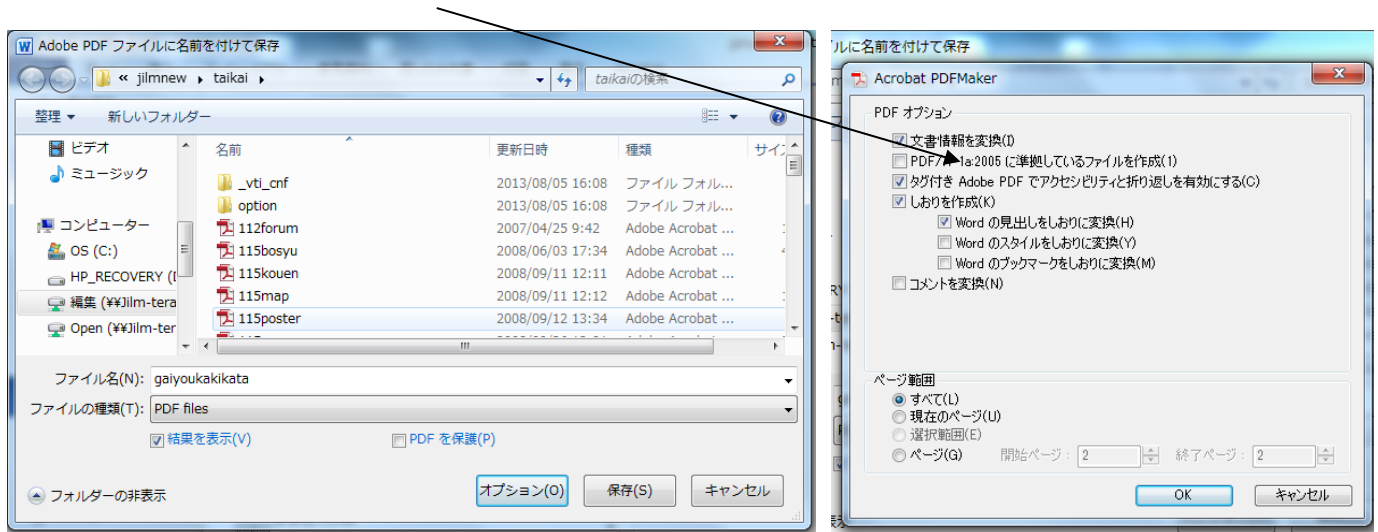 Adobe PDF ファイルに名前を付けて保存
« jilmnew ▸ taikai ▸
taikaiの検索
整理 ▼ 新しいフォルダー
名前 更新日時 種類 サイズ
ビデオ
ミュージック
コンピューター
OS (C:)
HP_RECOVERY (
編集 (¥¥Jilm-tera
Open (¥¥Jilm-ter
_vti_cnf 2013/08/05 16:08 ファイル フォル...
option 2013/08/05 16:08 ファイル フォル...
112forum 2007/04/25 9:42 Adobe Acrobat ...
115bosyu 2008/06/03 17:34 Adobe Acrobat ...
115kouen 2008/09/11 12:11 Adobe Acrobat ...
115map 2008/09/11 12:12 Adobe Acrobat ...
115poster 2008/09/12 13:34 Adobe Acrobat ...
ファイル名(N): gaiyoukakikata
ファイルの種類(T): PDF files
結果を表示(V) PDF を保護(P)
フォルダーの非表示
オプション(O) 保存(S) キャンセル
ルに名前を付けて保存
Acrobat PDFMaker
PDF オプション
文書情報を変換(I)
PDF/A-1a:2005 に準拠しているファイルを作成(1)
タグ付き Adobe PDF でアクセシビリティと折り返しを有効にする(C)
しおりを作成(K)
Word の見出しをしおりに変換(H)
Word のスタイルをしおりに変換(Y)
Word のブックマークをしおりに変換(M)
コメントを変換(N)
ページ範囲
すべて(L)
現在のページ(U)
選択範囲(E)
ページ(G) 開始ページ: 2 終了ページ: 2
OK キャンセル